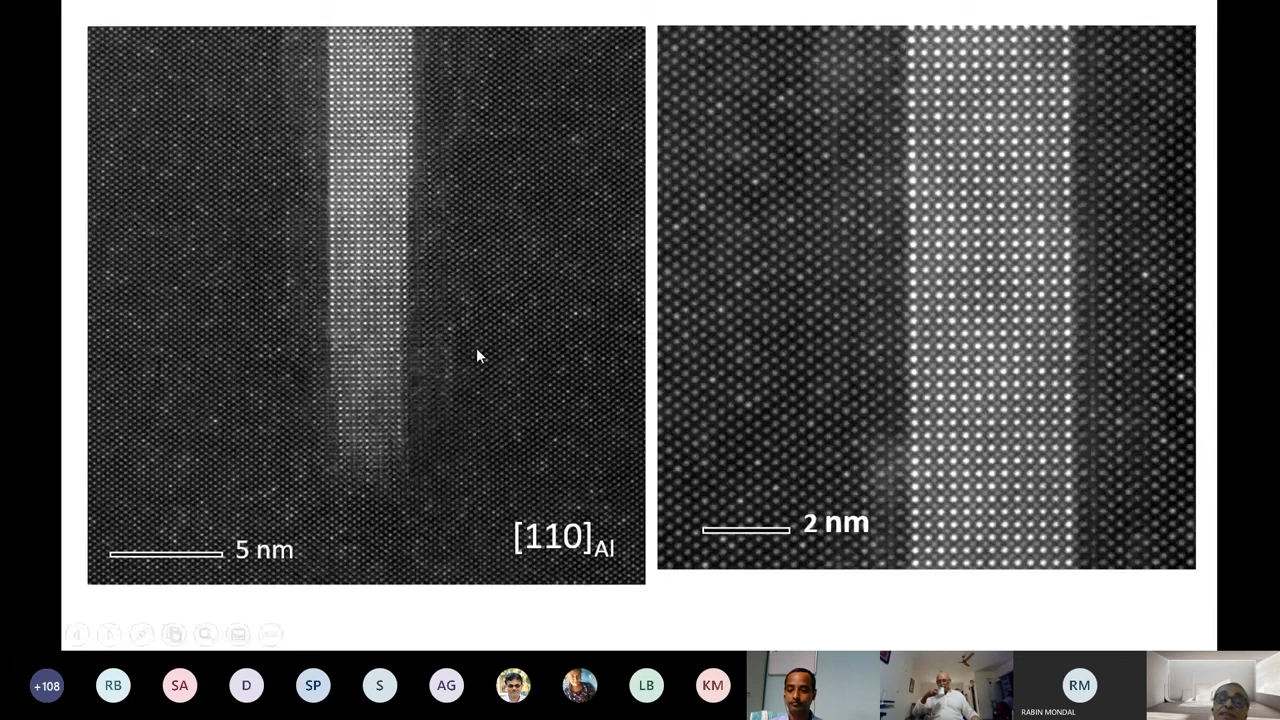 5 nm
[110]Al
2 nm
+108
RB
SA
D
SP
S
AG
LB
KM
RM
RABIN MONDAL